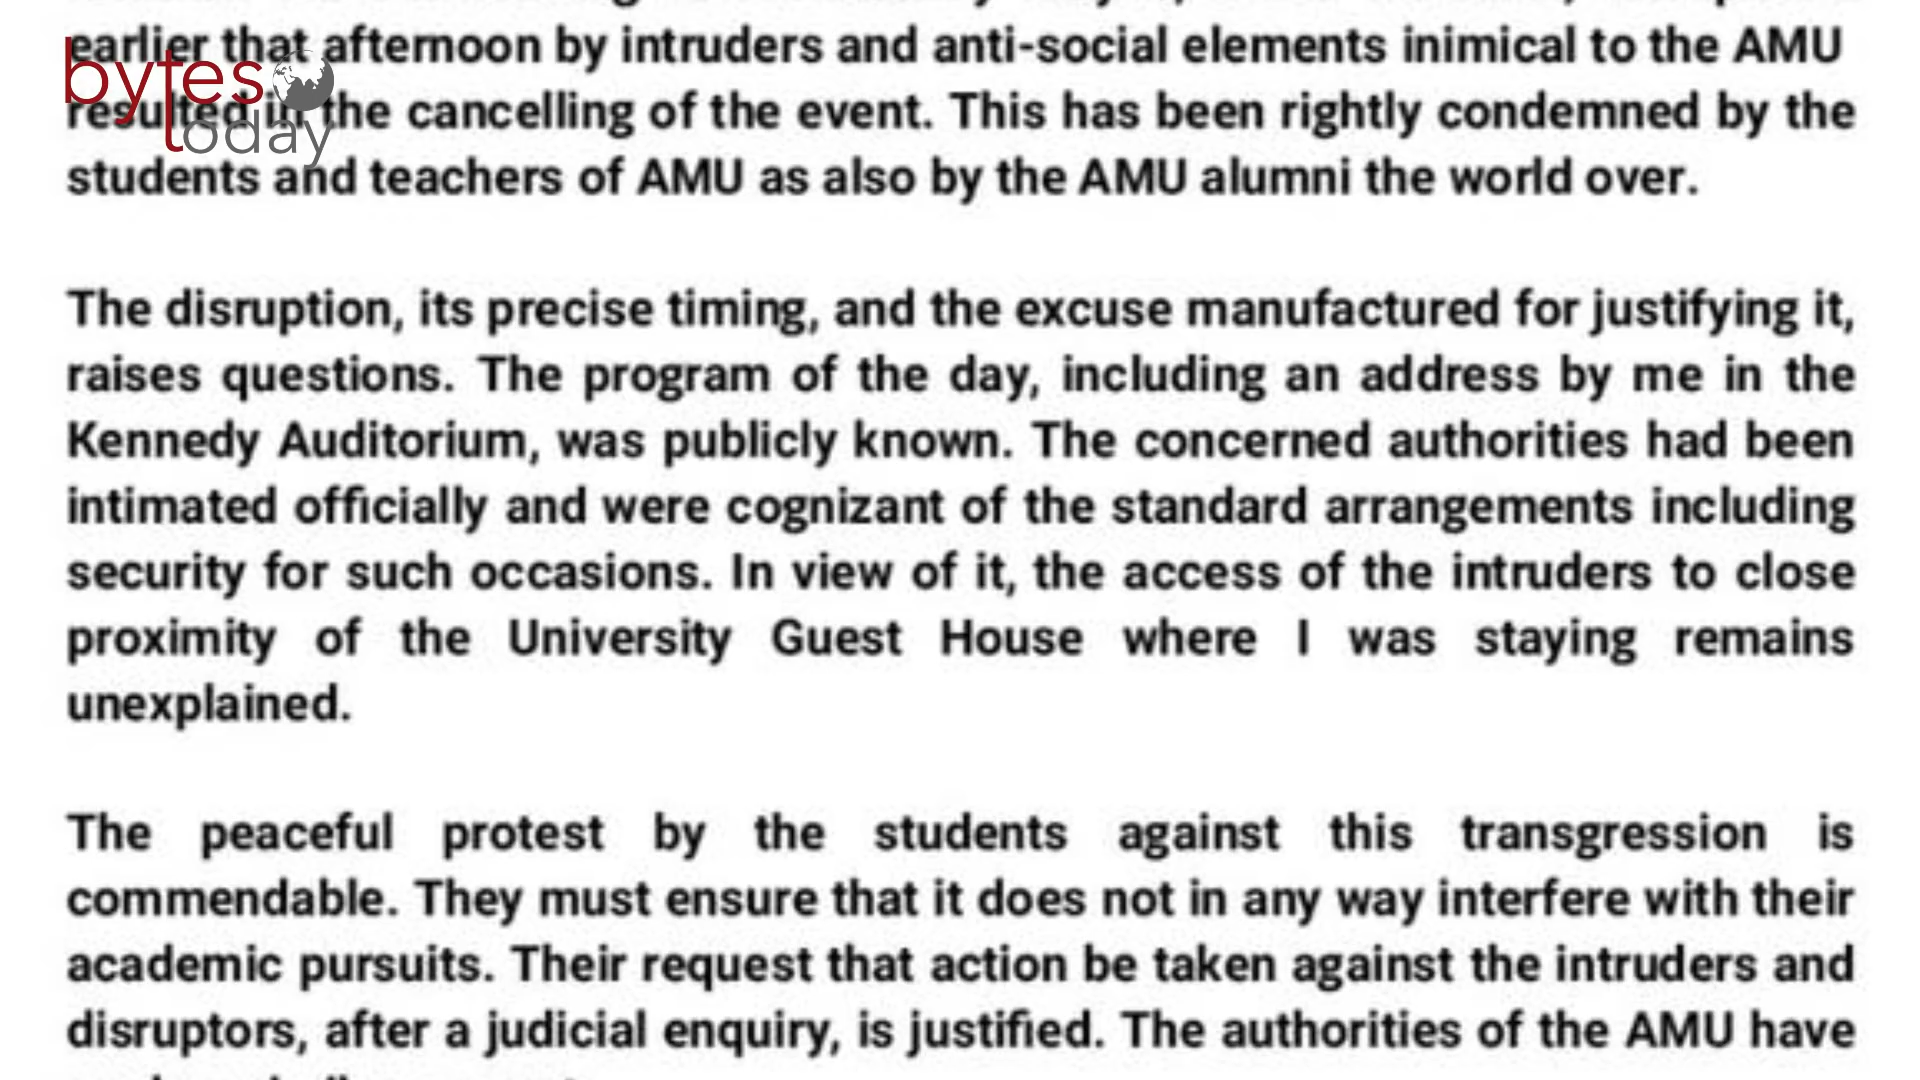 earlier that afternoon by intruders and anti-social elements inimical to the AMU
resulted in the cancelling of the event. This has been rightly condemned by the
students and teachers of AMU as also by the AMU alumni the world over.
The disruption, its precise timing, and the excuse manufactured for justifying it,
raises questions. The program of the day, including an address by me in the
Kennedy Auditorium, was publicly known. The concerned authorities had been
intimated officially and were cognizant of the standard arrangements including
security for such occasions. In view of it, the access of the intruders to close
proximity of the University Guest House where I was staying remains
unexplained.
The peaceful protest by the students against this transgression is
commendable. They must ensure that it does not in any way interfere with their
academic pursuits. Their request that action be taken against the intruders and
disruptors, after a judicial enquiry, is justified. The authorities of the AMU have
bytes
today